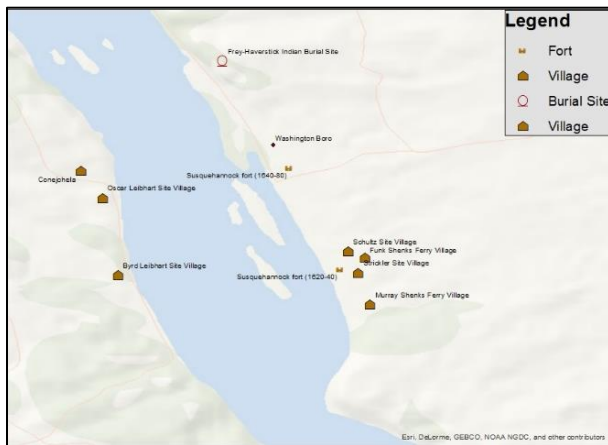 Legend
Fort
Village
Burial Site
Village
Frey-Haverstick Indian Burial Site
Washington Boro
Conejohela
Susquehannock fort (1640-80)
Oscar Leibhart Site Village
Schultz Site Village
Funk Shenks Ferry Village
Strickler Site Village
Byrd Leibhart Site Village
Susquehannock fort (1620-40)
Murray Shenks Ferry Village
Esri, DeLorme, GEBCO, NOAA NGDC, and other contributors